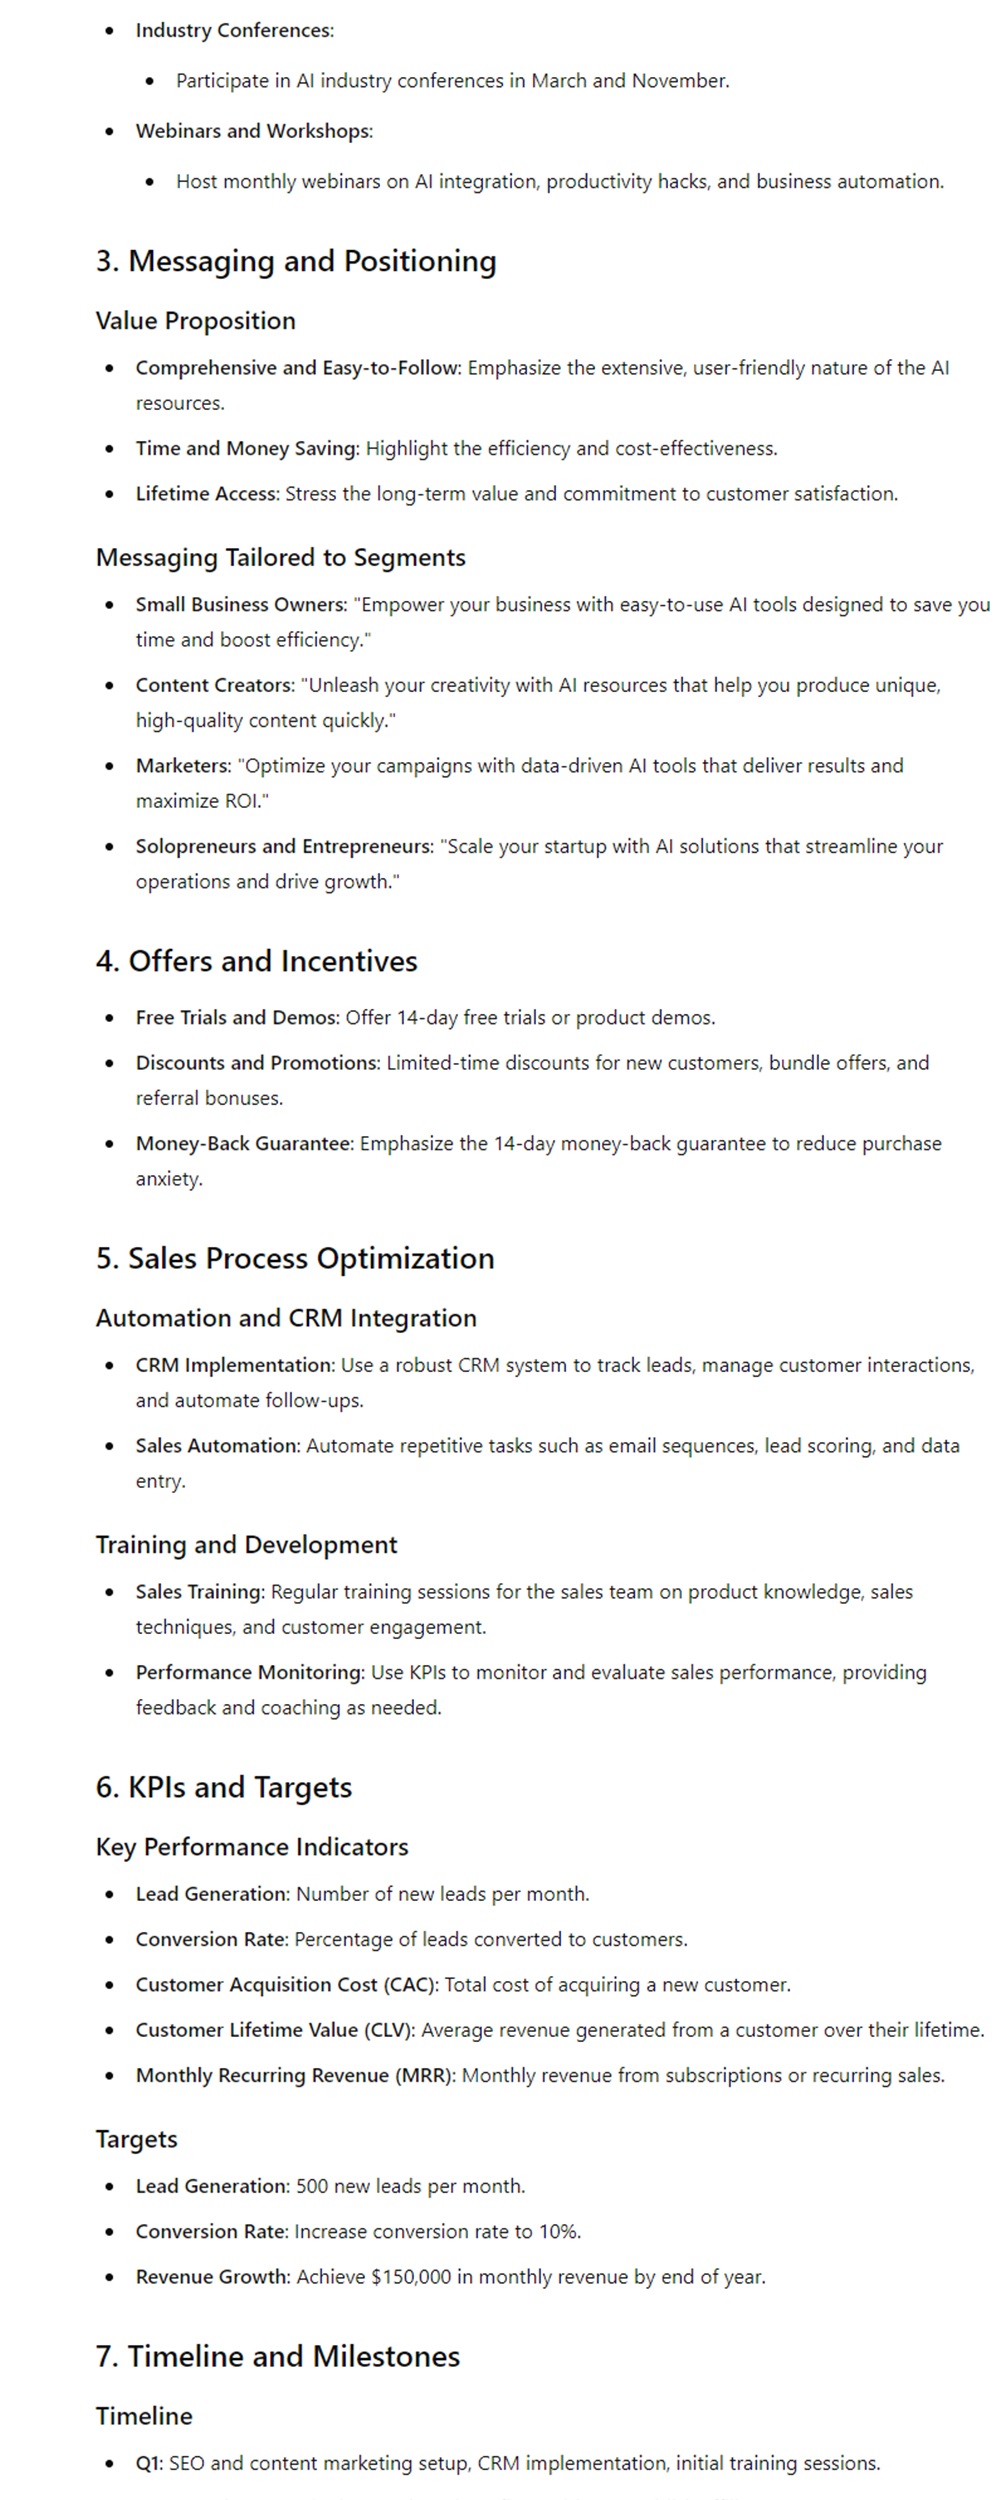 Industry Conferences:
Participate in AI industry conferences in March and November.
Webinars and Workshops:
Host monthly webinars on AI integration, productivity hacks, and business automation.
3. Messaging and Positioning
Value Proposition
Comprehensive and Easy-to-Follow: Emphasize the extensive, user-friendly nature of the AI
resources.
Time and Money Saving: Highlight the efficiency and cost-effectiveness.
Lifetime Access: Stress the long-term value and commitment to customer satisfaction.
Messaging Tailored to Segments
Small Business Owners: "Empower your business with easy-to-use AI tools designed to save you
time and boost efficiency."
Content Creators: "Unleash your creativity with AI resources that help you produce unique,
high-quality content quickly."
Marketers: "Optimize your campaigns with data-driven AI tools that deliver results and
maximize ROI."
Solopreneurs and Entrepreneurs: "Scale your startup with AI solutions that streamline your
operations and drive growth."
4. Offers and Incentives
Free Trials and Demos: Offer 14-day free trials or product demos.
Discounts and Promotions: Limited-time discounts for new customers, bundle offers, and
referral bonuses.
Money-Back Guarantee: Emphasize the 14-day money-back guarantee to reduce purchase
anxiety.
5. Sales Process Optimization
Automation and CRM Integration
CRM Implementation: Use a robust CRM system to track leads, manage customer interactions,
and automate follow-ups.
Sales Automation: Automate repetitive tasks such as email sequences, lead scoring, and data
entry.
Training and Development
Sales Training: Regular training sessions for the sales team on product knowledge, sales
techniques, and customer engagement.
Performance Monitoring: Use KPIs to monitor and evaluate sales performance, providing
feedback and coaching as needed.
6. KPIs and Targets
Key Performance Indicators
Lead Generation: Number of new leads per month.
Conversion Rate: Percentage of leads converted to customers.
Customer Acquisition Cost (CAC): Total cost of acquiring a new customer.
Customer Lifetime Value (CLV): Average revenue generated from a customer over their lifetime.
Monthly Recurring Revenue (MRR): Monthly revenue from subscriptions or recurring sales.
Targets
Lead Generation: 500 new leads per month.
Conversion Rate: Increase conversion rate to 10%.
Revenue Growth: Achieve $150,000 in monthly revenue by end of year.
7. Timeline and Milestones
Timeline
Q1: SEO and content marketing setup, CRM implementation, initial training sessions.